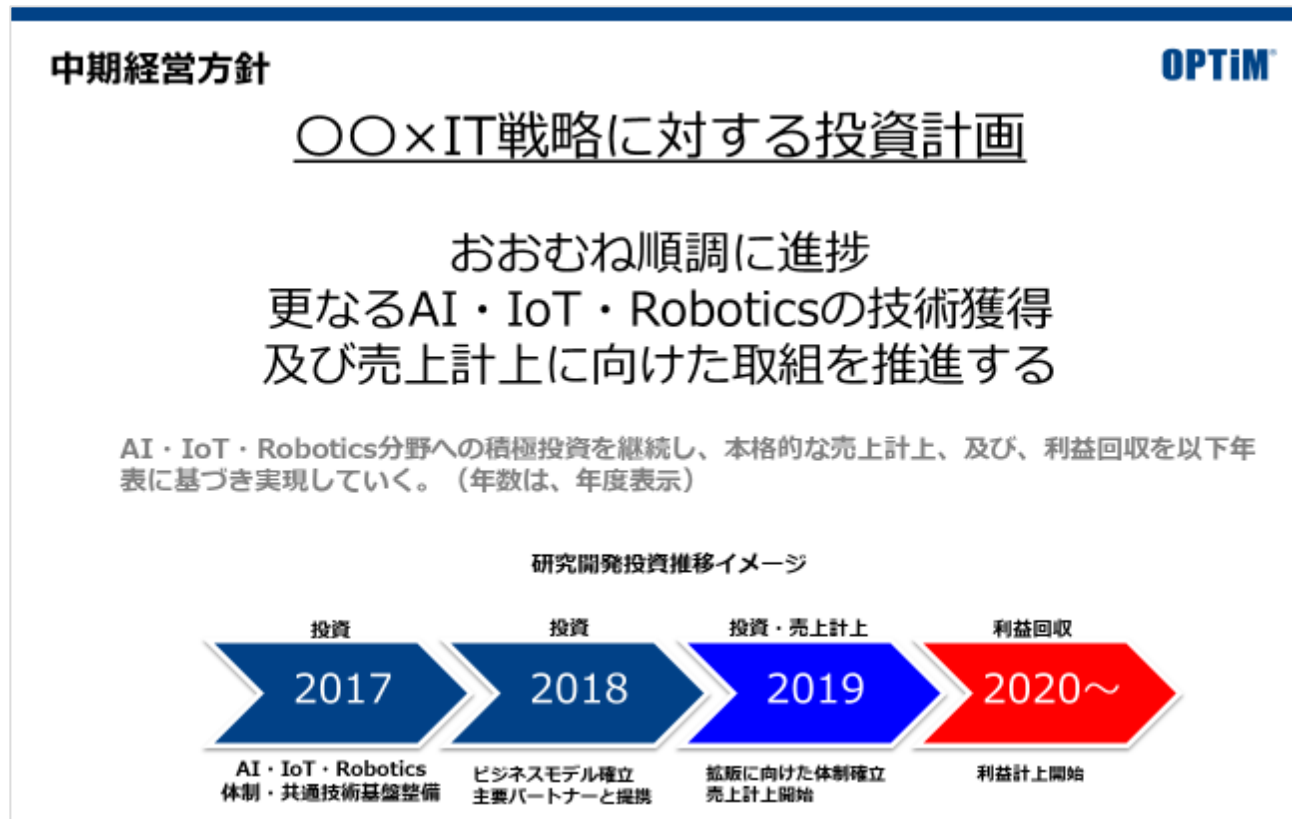 中期経営方針
OPTiM
〇〇×IT戦略に対する投資計画
おおむね順調に進捗
更なるAI・IoT・Roboticsの技術獲得
及び売上計上に向けた取組を推進する
AI・IoT・Robotics分野への積極投資を継続し、本格的な売上計上、及び、利益回収を以下年
表に基づき実現していく。（年数は、年度表示）
研究開発投資推移イメージ
投資
投資
投資・売上計上
利益回収
2017
2018
2019
2020～
AI・IoT・Robotics
体制・共通技術基盤整備
ビジネスモデル確立
主要パートナーと提携
拡販に向けた体制確立
売上計上開始
利益計上開始